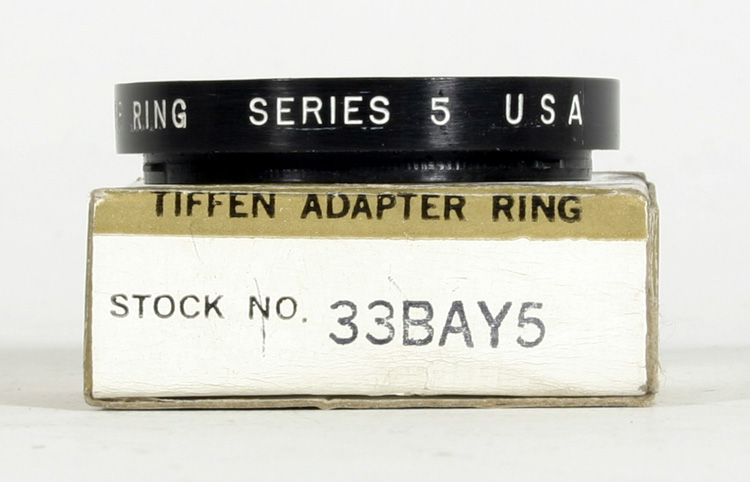 RING SERIES 5 USA
TIFFEN ADAPTER RING
STOCK NO. 33BAY5